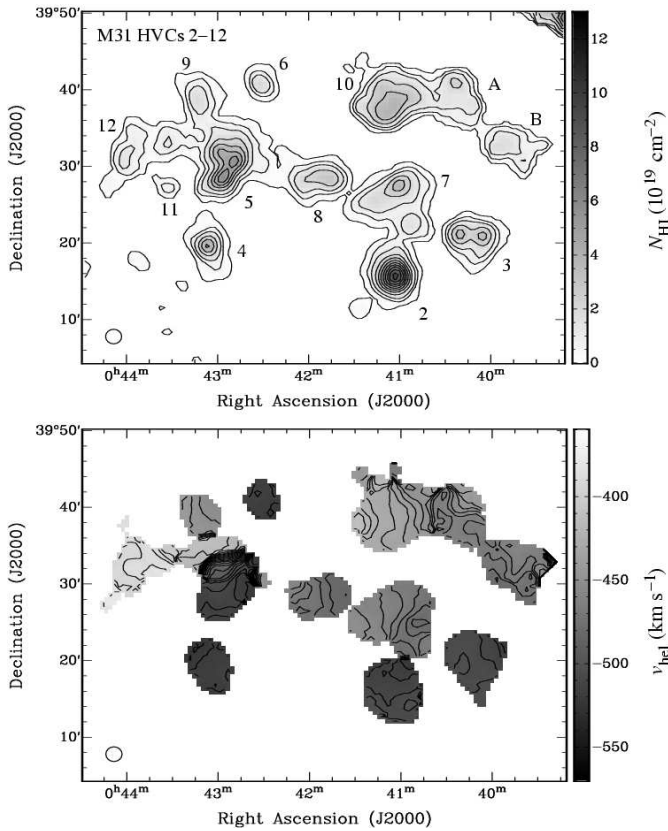 M31 HVCs 2–12
39°50′
40′
30′
20′
10′
Declination (J2000)
9
6
10
A
B
12
11
5
8
7
4
3
2
0ʰ44ᵐ 43ᵐ 42ᵐ 41ᵐ 40ᵐ
Right Ascension (J2000)
12
10
8
6
4
2
0
N_HI (10¹⁹ cm⁻²)
39°50′
40′
30′
20′
10′
Declination (J2000)
0ʰ44ᵐ 43ᵐ 42ᵐ 41ᵐ 40ᵐ
Right Ascension (J2000)
−400
−450
−500
−550
v_hel (km s⁻¹)